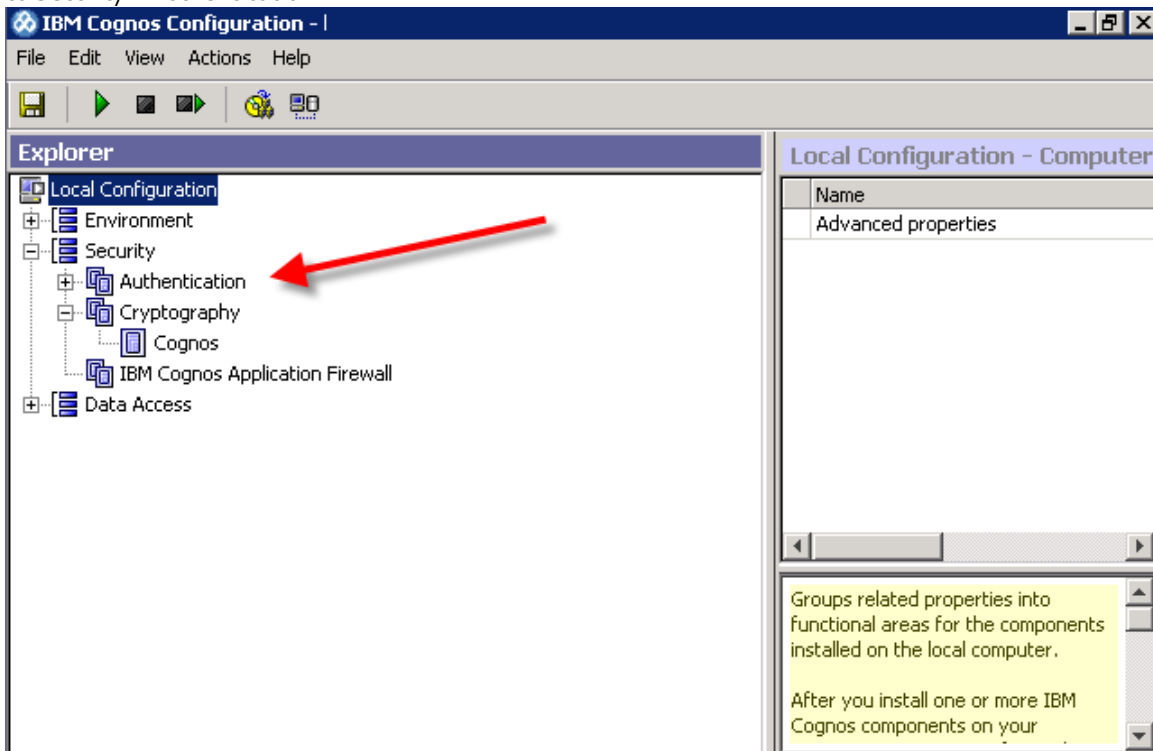 IBM Cognos Configuration -
File Edit View Actions Help
Explorer
Local Configuration
Environment
Security
Authentication
Cryptography
Cognos
IBM Cognos Application Firewall
Data Access
Local Configuration - Computer
Name
Advanced properties
Groups related properties into
functional areas for the components
installed on the local computer.
After you install one or more IBM
Cognos components on your